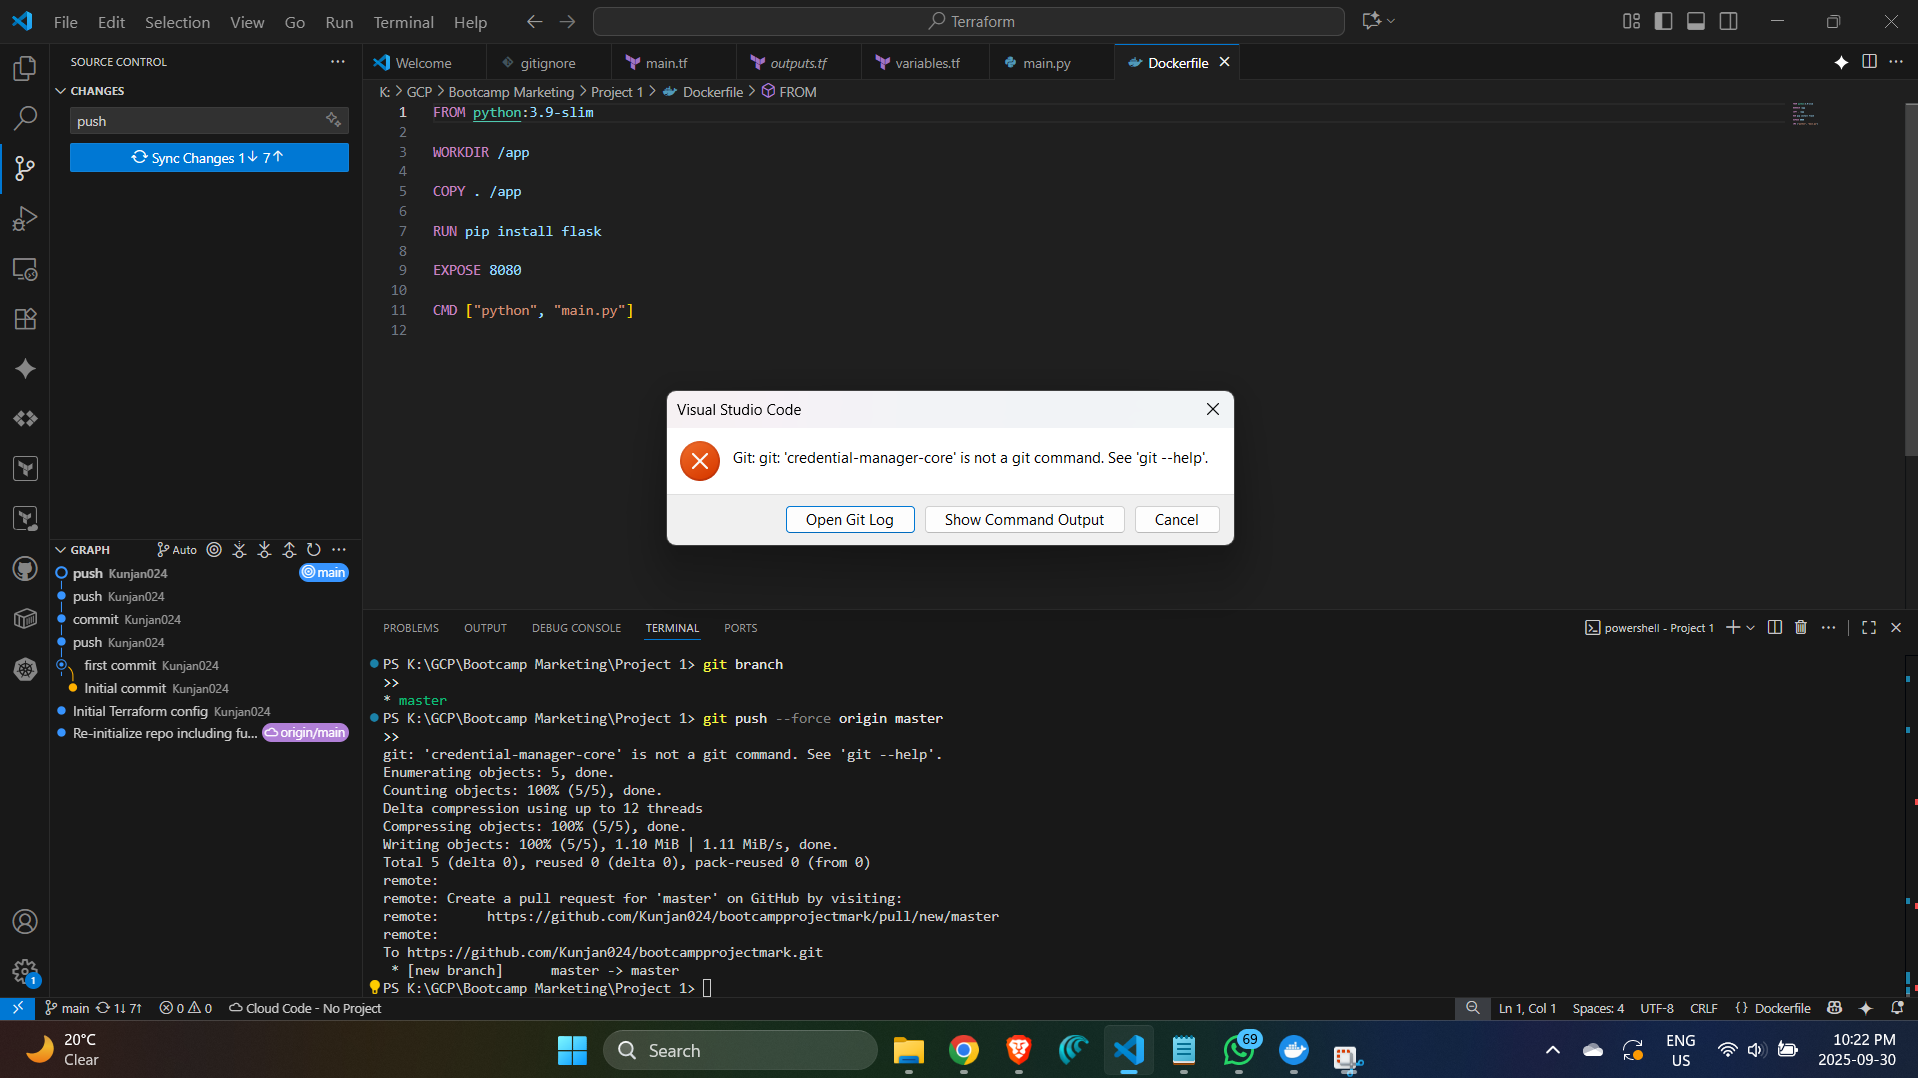 File Edit Selection View Go Run Terminal Help
Terraform
SOURCE CONTROL
CHANGES
push
Sync Changes 1↓ 7↑
Welcome
gitignore
main.tf
outputs.tf
variables.tf
main.py
Dockerfile
K: > GCP > Bootcamp Marketing > Project 1 > Dockerfile > FROM
1 FROM python:3.9-slim
2
3 WORKDIR /app
4
5 COPY . /app
6
7 RUN pip install flask
8
9 EXPOSE 8080
10
11 CMD ["python", "main.py"]
12
Visual Studio Code
Git: git: 'credential-manager-core' is not a git command. See 'git --help'.
Open Git Log
Show Command Output
Cancel
GRAPH
Auto
push Kunjan024 main
push Kunjan024
commit Kunjan024
push Kunjan024
first commit Kunjan024
Initial commit Kunjan024
Initial Terraform config Kunjan024
Re-initialize repo including fu... origin/main
PROBLEMS OUTPUT DEBUG CONSOLE TERMINAL PORTS
powershell - Project 1
PS K:\GCP\Bootcamp Marketing\Project 1> git branch
>>
* master
PS K:\GCP\Bootcamp Marketing\Project 1> git push --force origin master
>>
git: 'credential-manager-core' is not a git command. See 'git --help'.
Enumerating objects: 5, done.
Counting objects: 100% (5/5), done.
Delta compression using up to 12 threads
Compressing objects: 100% (5/5), done.
Writing objects: 100% (5/5), 1.10 MiB | 1.11 MiB/s, done.
Total 5 (delta 0), reused 0 (delta 0), pack-reused 0 (from 0)
remote:
remote: Create a pull request for 'master' on GitHub by visiting:
remote:      https://github.com/Kunjan024/bootcampprojectmark/pull/new/master
remote:
To https://github.com/Kunjan024/bootcampprojectmark.git
 * [new branch]      master -> master
PS K:\GCP\Bootcamp Marketing\Project 1>
1
main 1↓ 7↑ 0 0 Cloud Code - No Project
Ln 1, Col 1 Spaces: 4 UTF-8 CRLF {} Dockerfile
20°C
Clear
Search
69
ENG
US
10:22 PM
2025-09-30